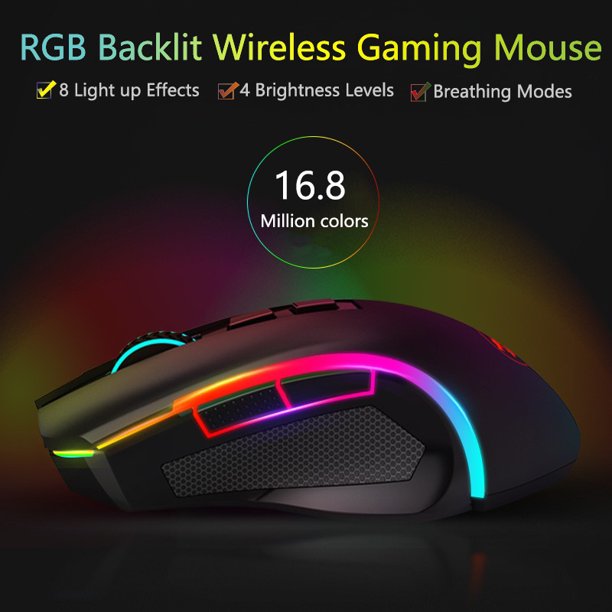 RGB Backlit Wireless Gaming Mouse
8 Light up Effects 4 Brightness Levels Breathing Modes
16.8
Million colors